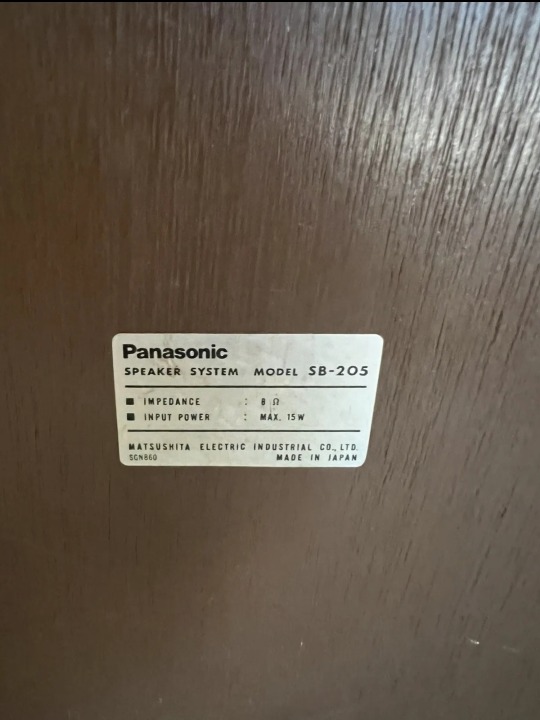 Panasonic
SPEAKER SYSTEM MODEL SB-205
■ IMPEDANCE : 8 Ω
■ INPUT POWER : MAX. 15W
MATSUSHITA ELECTRIC INDUSTRIAL CO., LTD.
SGN860 MADE IN JAPAN